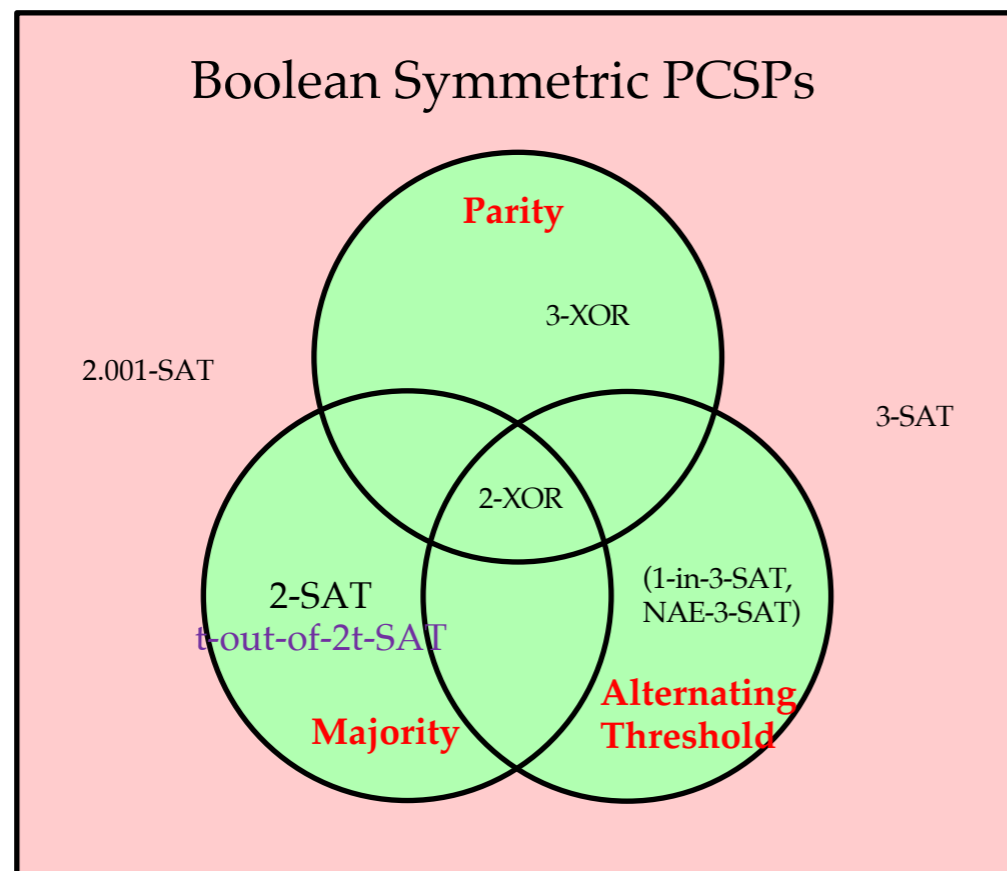 Boolean Symmetric PCSPs
Parity
3-XOR
2.001-SAT
3-SAT
2-XOR
2-SAT
t-out-of-2t-SAT
(1-in-3-SAT,
NAE-3-SAT)
Majority
Alternating
Threshold